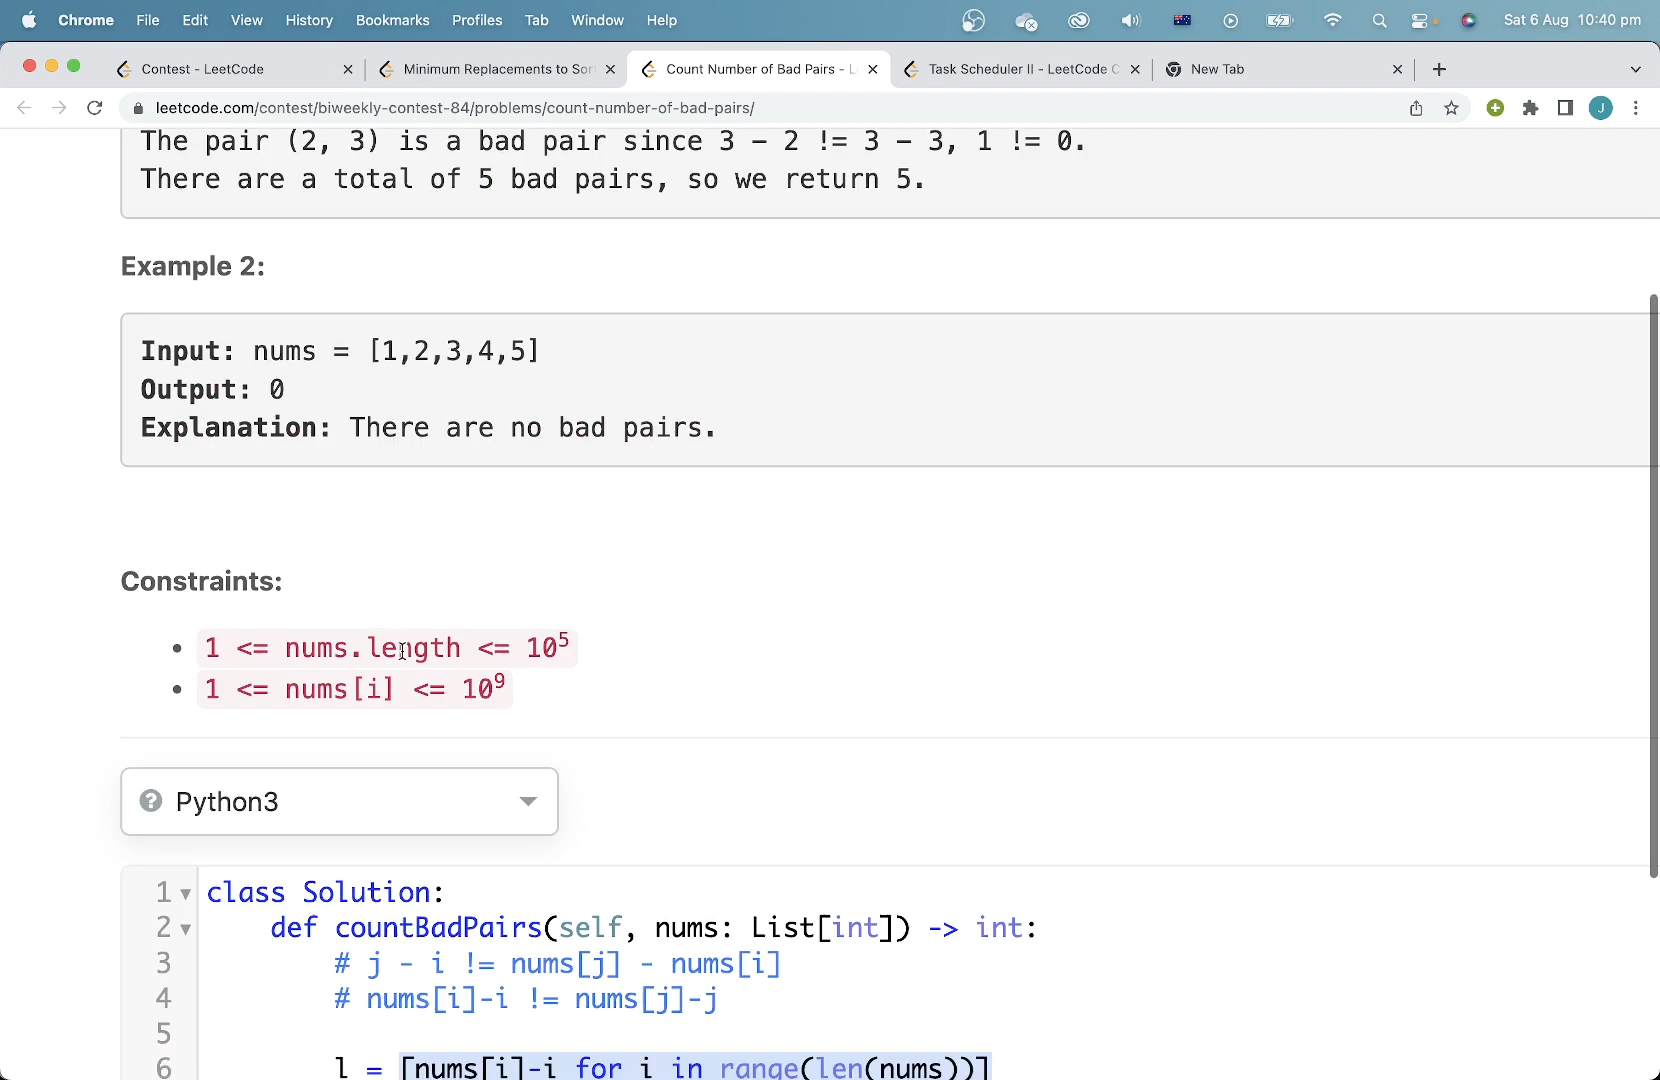 Chrome File Edit View History Bookmarks Profiles Tab Window Help Sat 6 Aug 10:40 pm
Contest - LeetCode Minimum Replacements to Sor Count Number of Bad Pairs - L Task Scheduler II - LeetCode C New Tab
leetcode.com/contest/biweekly-contest-84/problems/count-number-of-bad-pairs/ J
The pair (2, 3) is a bad pair since 3 - 2 != 3 - 3, 1 != 0.
There are a total of 5 bad pairs, so we return 5.
Example 2:
Input: nums = [1,2,3,4,5]
Output: 0
Explanation: There are no bad pairs.
Constraints:
• 1 <= nums.length <= 10⁵
• 1 <= nums[i] <= 10⁹
? Python3
1 class Solution:
2 def countBadPairs(self, nums: List[int]) -> int:
3 # j - i != nums[j] - nums[i]
4 # nums[i]-i != nums[j]-j
5
6 l = [nums[i]-i for i in range(len(nums))]